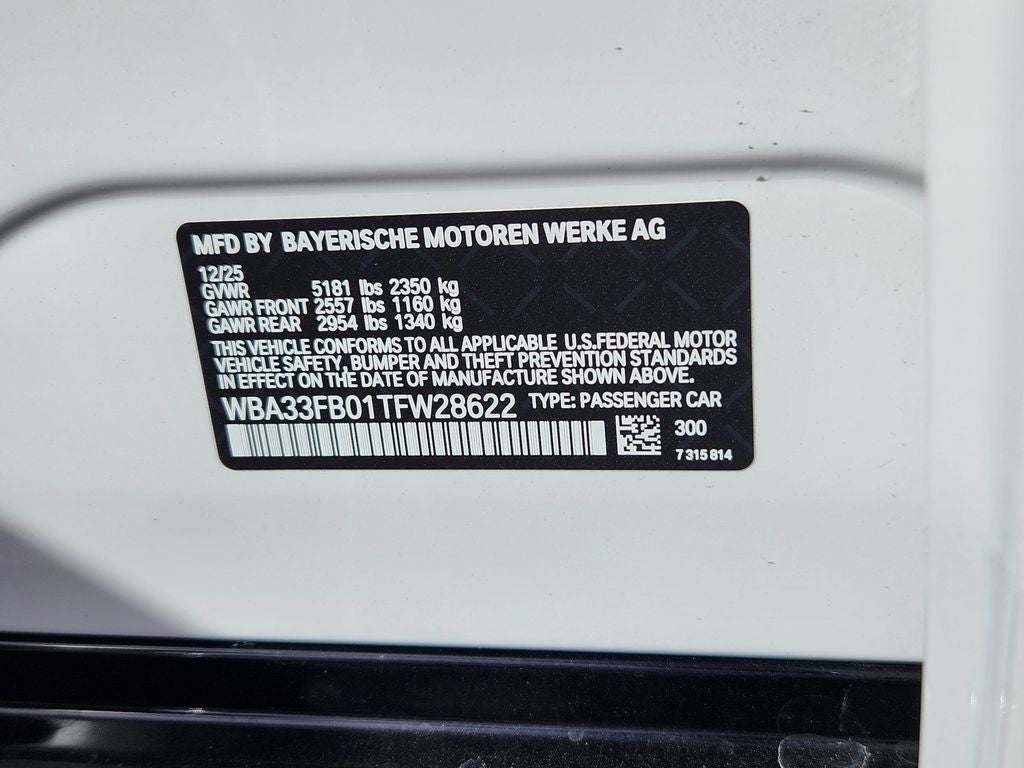 MFD BY BAYERISCHE MOTOREN WERKE AG
12/25
GVWR 5181 lbs 2350 kg
GAWR FRONT 2557 lbs 1160 kg
GAWR REAR 2954 lbs 1340 kg
THIS VEHICLE CONFORMS TO ALL APPLICABLE U.S.FEDERAL MOTOR
VEHICLE SAFETY, BUMPER AND THEFT PREVENTION STANDARDS
IN EFFECT ON THE DATE OF MANUFACTURE SHOWN ABOVE.
WBA33FB01TFW28622 TYPE: PASSENGER CAR
300
7 315 814